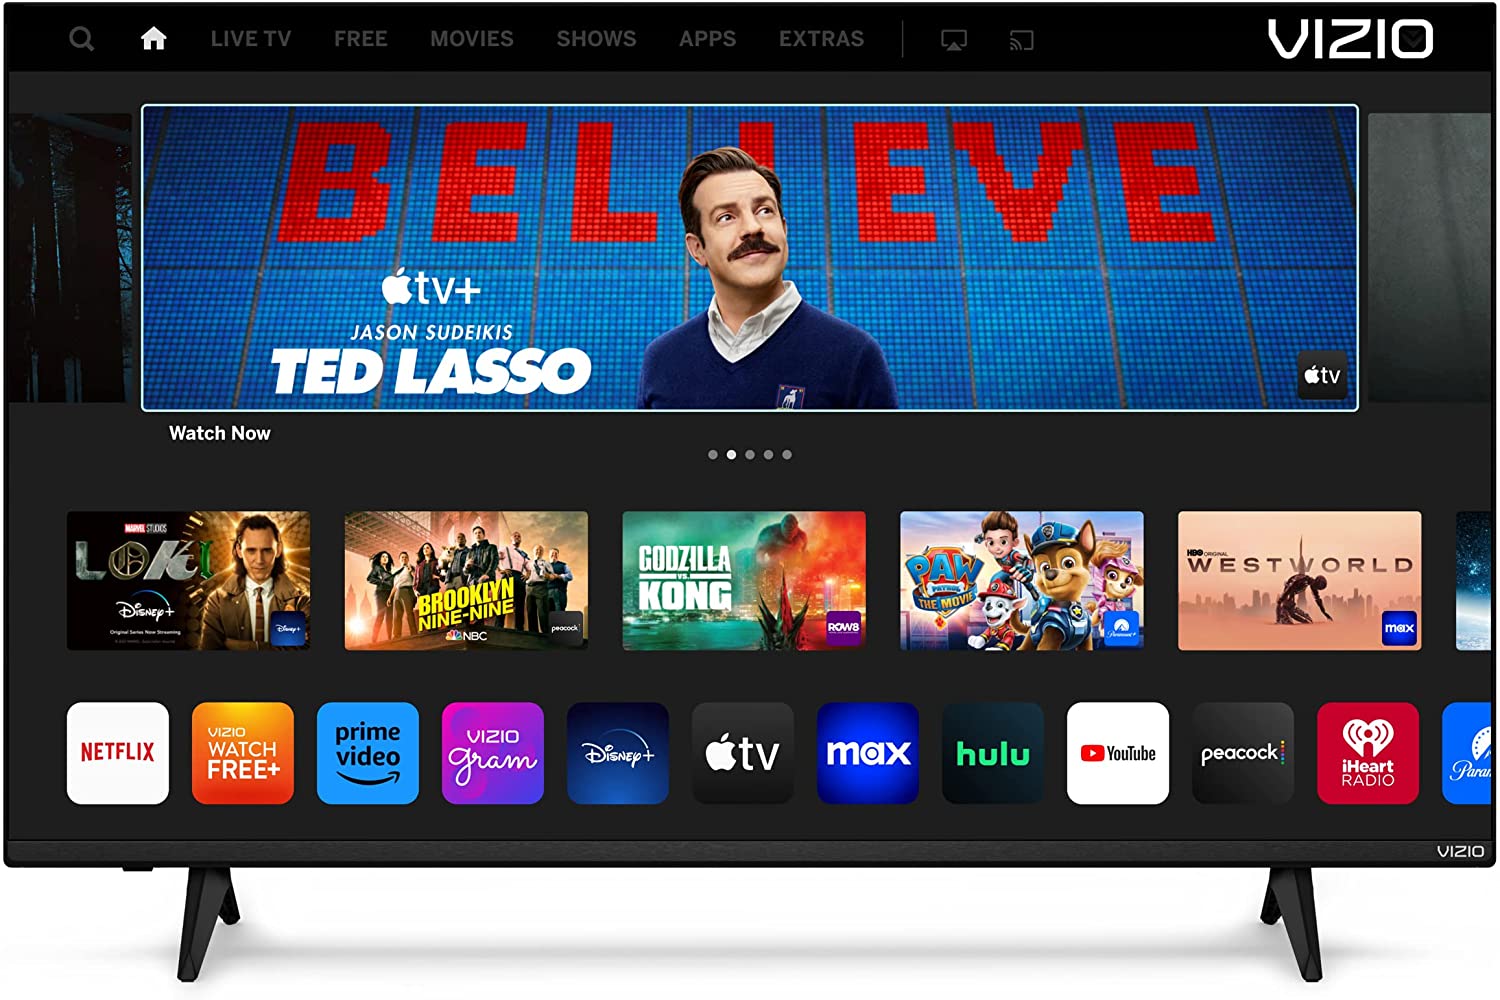 LIVE TV FREE MOVIES SHOWS APPS EXTRAS VIZIO
BELIEVE
tv+
JASON SUDEIKIS
TED LASSO
tv
Watch Now
MARVEL STUDIOS
LOKI
Disney+
Original Series Now Streaming
Disney+
BROOKLYN
NINE-NINE
NBC
peacock
GODZILLA
VS.
KONG
ROW8
PAW
PATROL
THE MOVIE
Paramount+
HBO ORIGINAL
WESTWORLD
max
NETFLIX
VIZIO
WATCH
FREE+
prime
video
VIZIO
gram
Disney+
tv
max
hulu
YouTube
peacock
iHeart
RADIO
Param
VIZIO